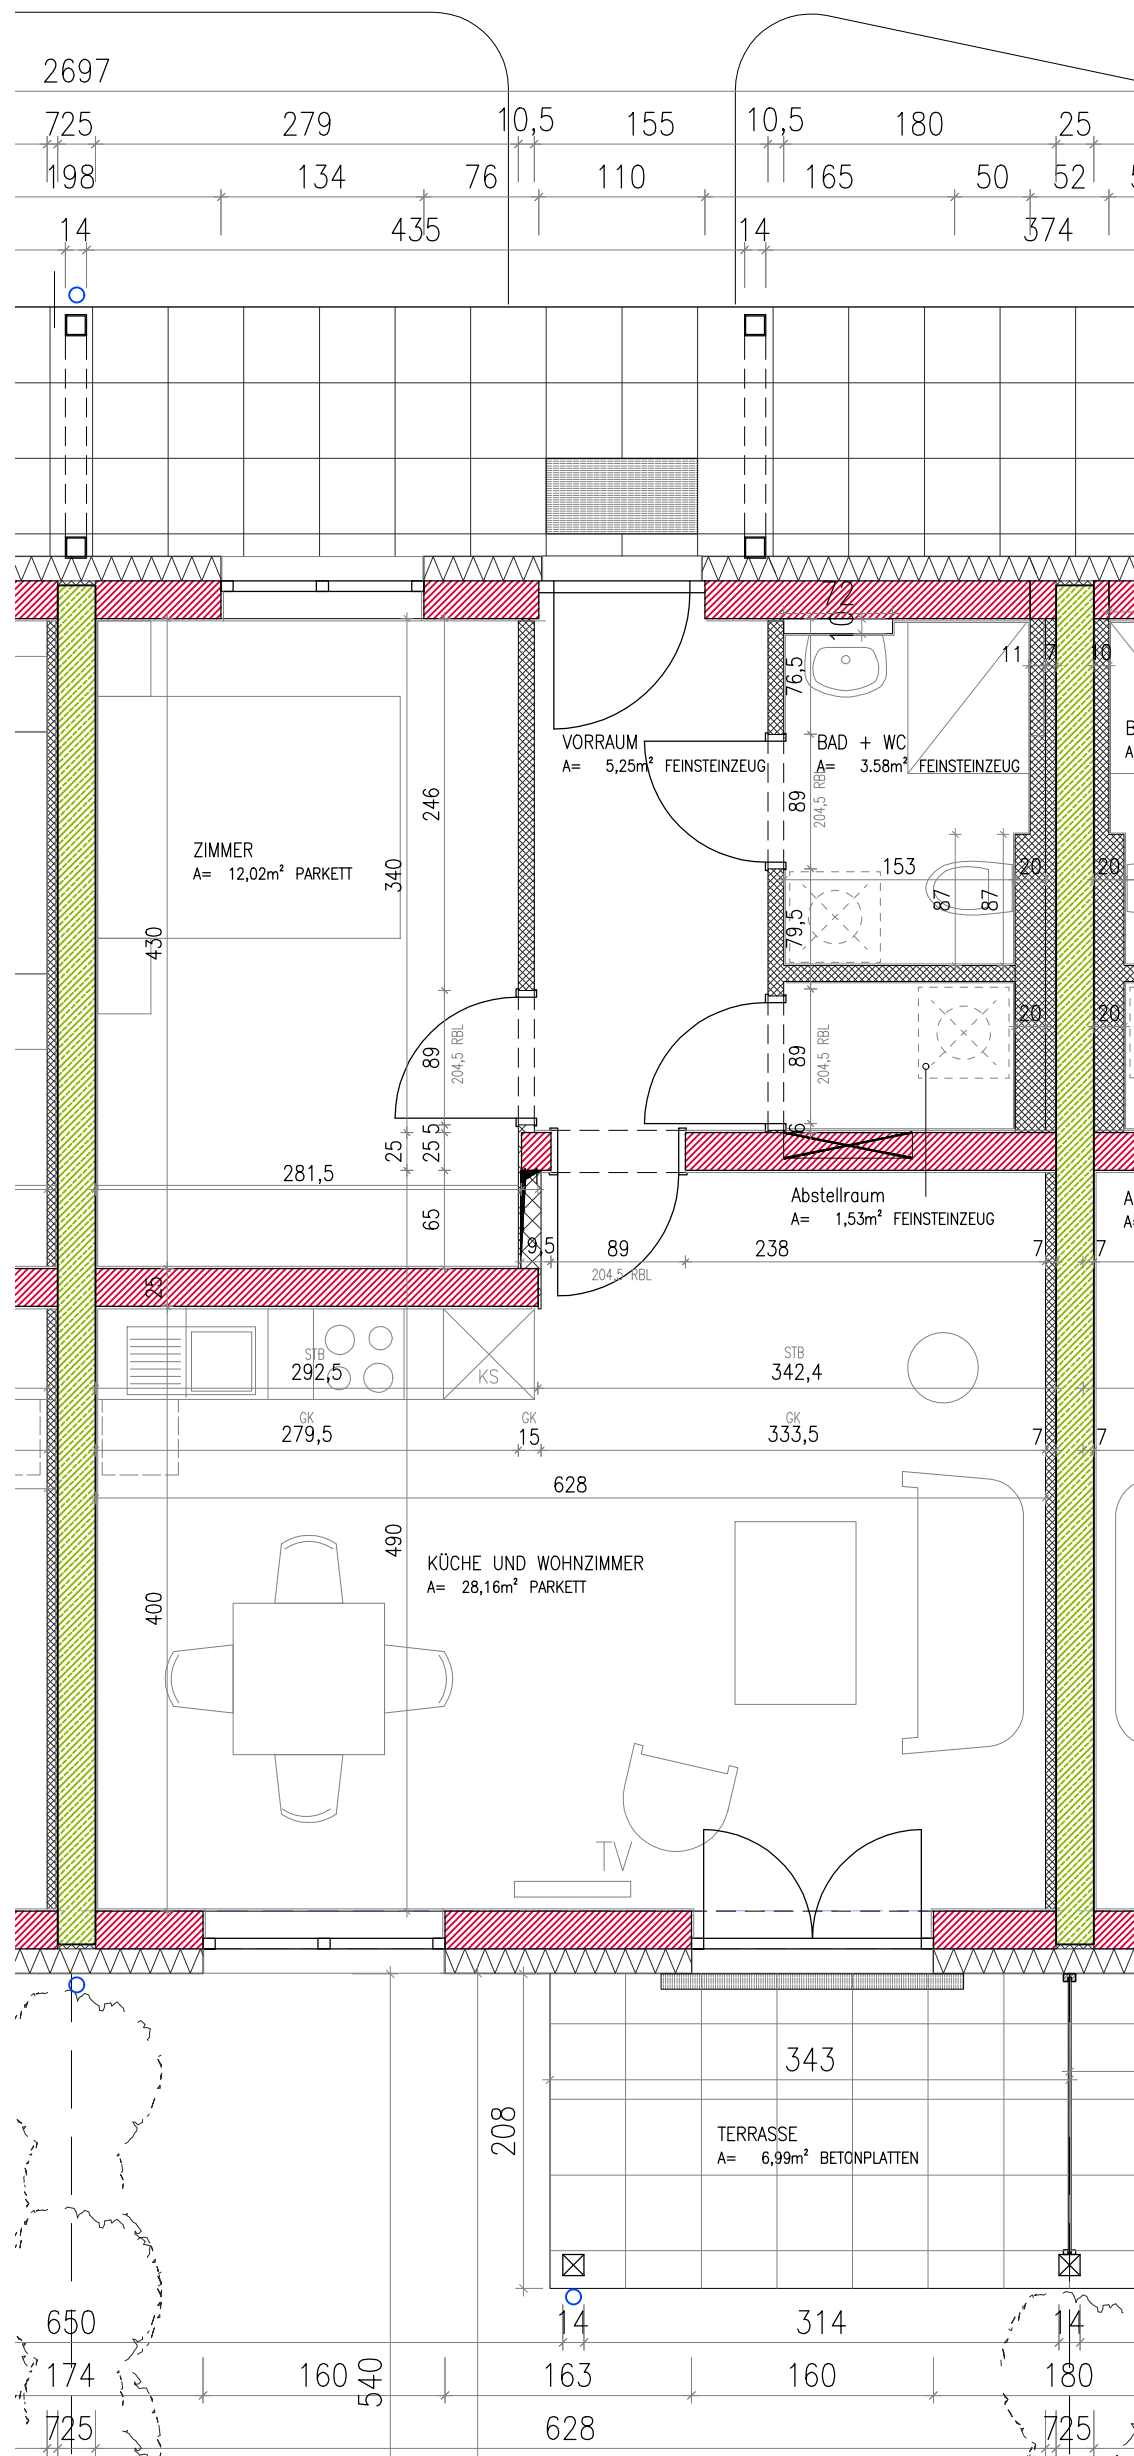 2697
725 279 10,5 155 10,5 180 25
198 134 76 110 165 50 52
14 435 14 374
72
102
11 7 10
76,5
VORRAUM
A= 5,25m² FEINSTEINZEUG
BAD + WC
A= 3.58m² FEINSTEINZEUG
89
204,5 RBL
246
ZIMMER
A= 12,02m² PARKETT
340
153
20 20
87 87
79,5
430
20 20
89
204,5 RBL
89
204,5 RBL
6
25 25 5
281,5
65
Abstellraum
A= 1,53m² FEINSTEINZEUG
9,5 89 238 7 7
204,5 RBL
25
STB
292,5
KS
STB
342,4
GK
279,5
GK
15
GK
333,5
7 7
628
490
KÜCHE UND WOHNZIMMER
A= 28,16m² PARKETT
400
TV
343
208
TERRASSE
A= 6,99m² BETONPLATTEN
650 14 314 14
174 160 540 163 160 180
725 628 725